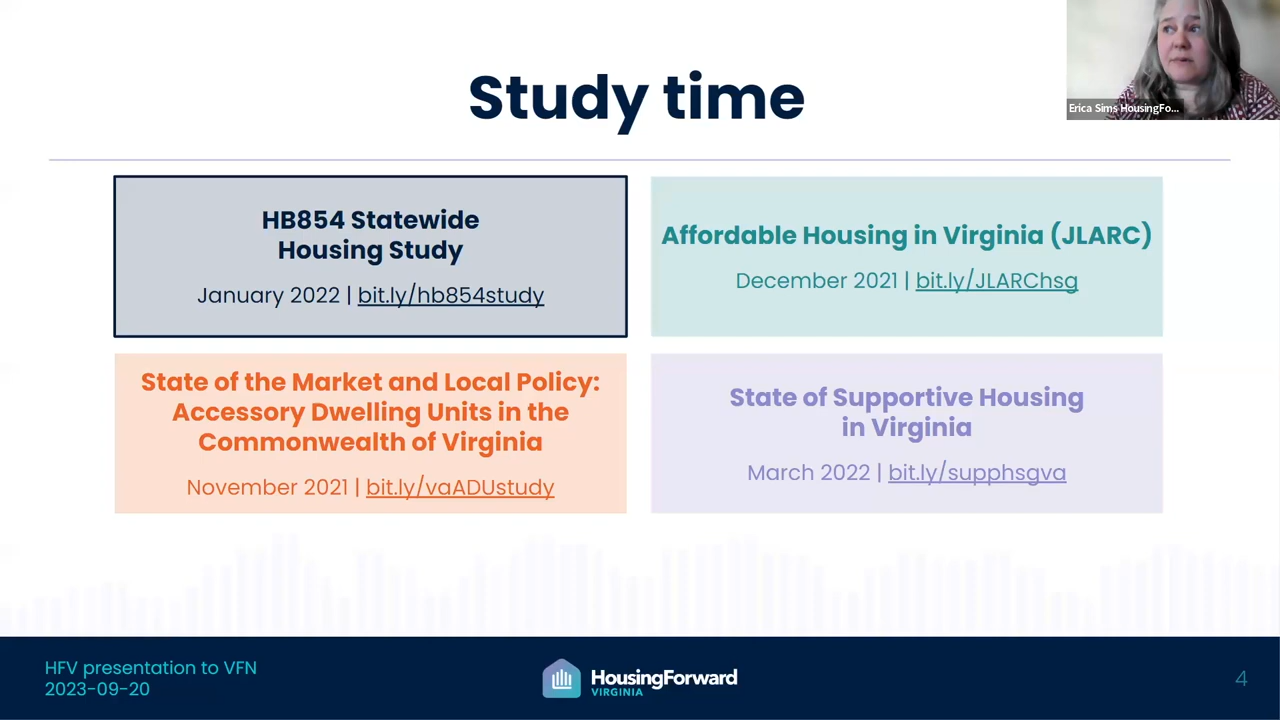 Study time
Erica Sims HousingFo...
HB854 Statewide
Housing Study
January 2022 | bit.ly/hb854study
Affordable Housing in Virginia (JLARC)
December 2021 | bit.ly/JLARChsg
State of the Market and Local Policy:
Accessory Dwelling Units in the
Commonwealth of Virginia
November 2021 | bit.ly/vaADUstudy
State of Supportive Housing
in Virginia
March 2022 | bit.ly/supphsgva
HFV presentation to VFN
2023-09-20
HousingForward
VIRGINIA
4